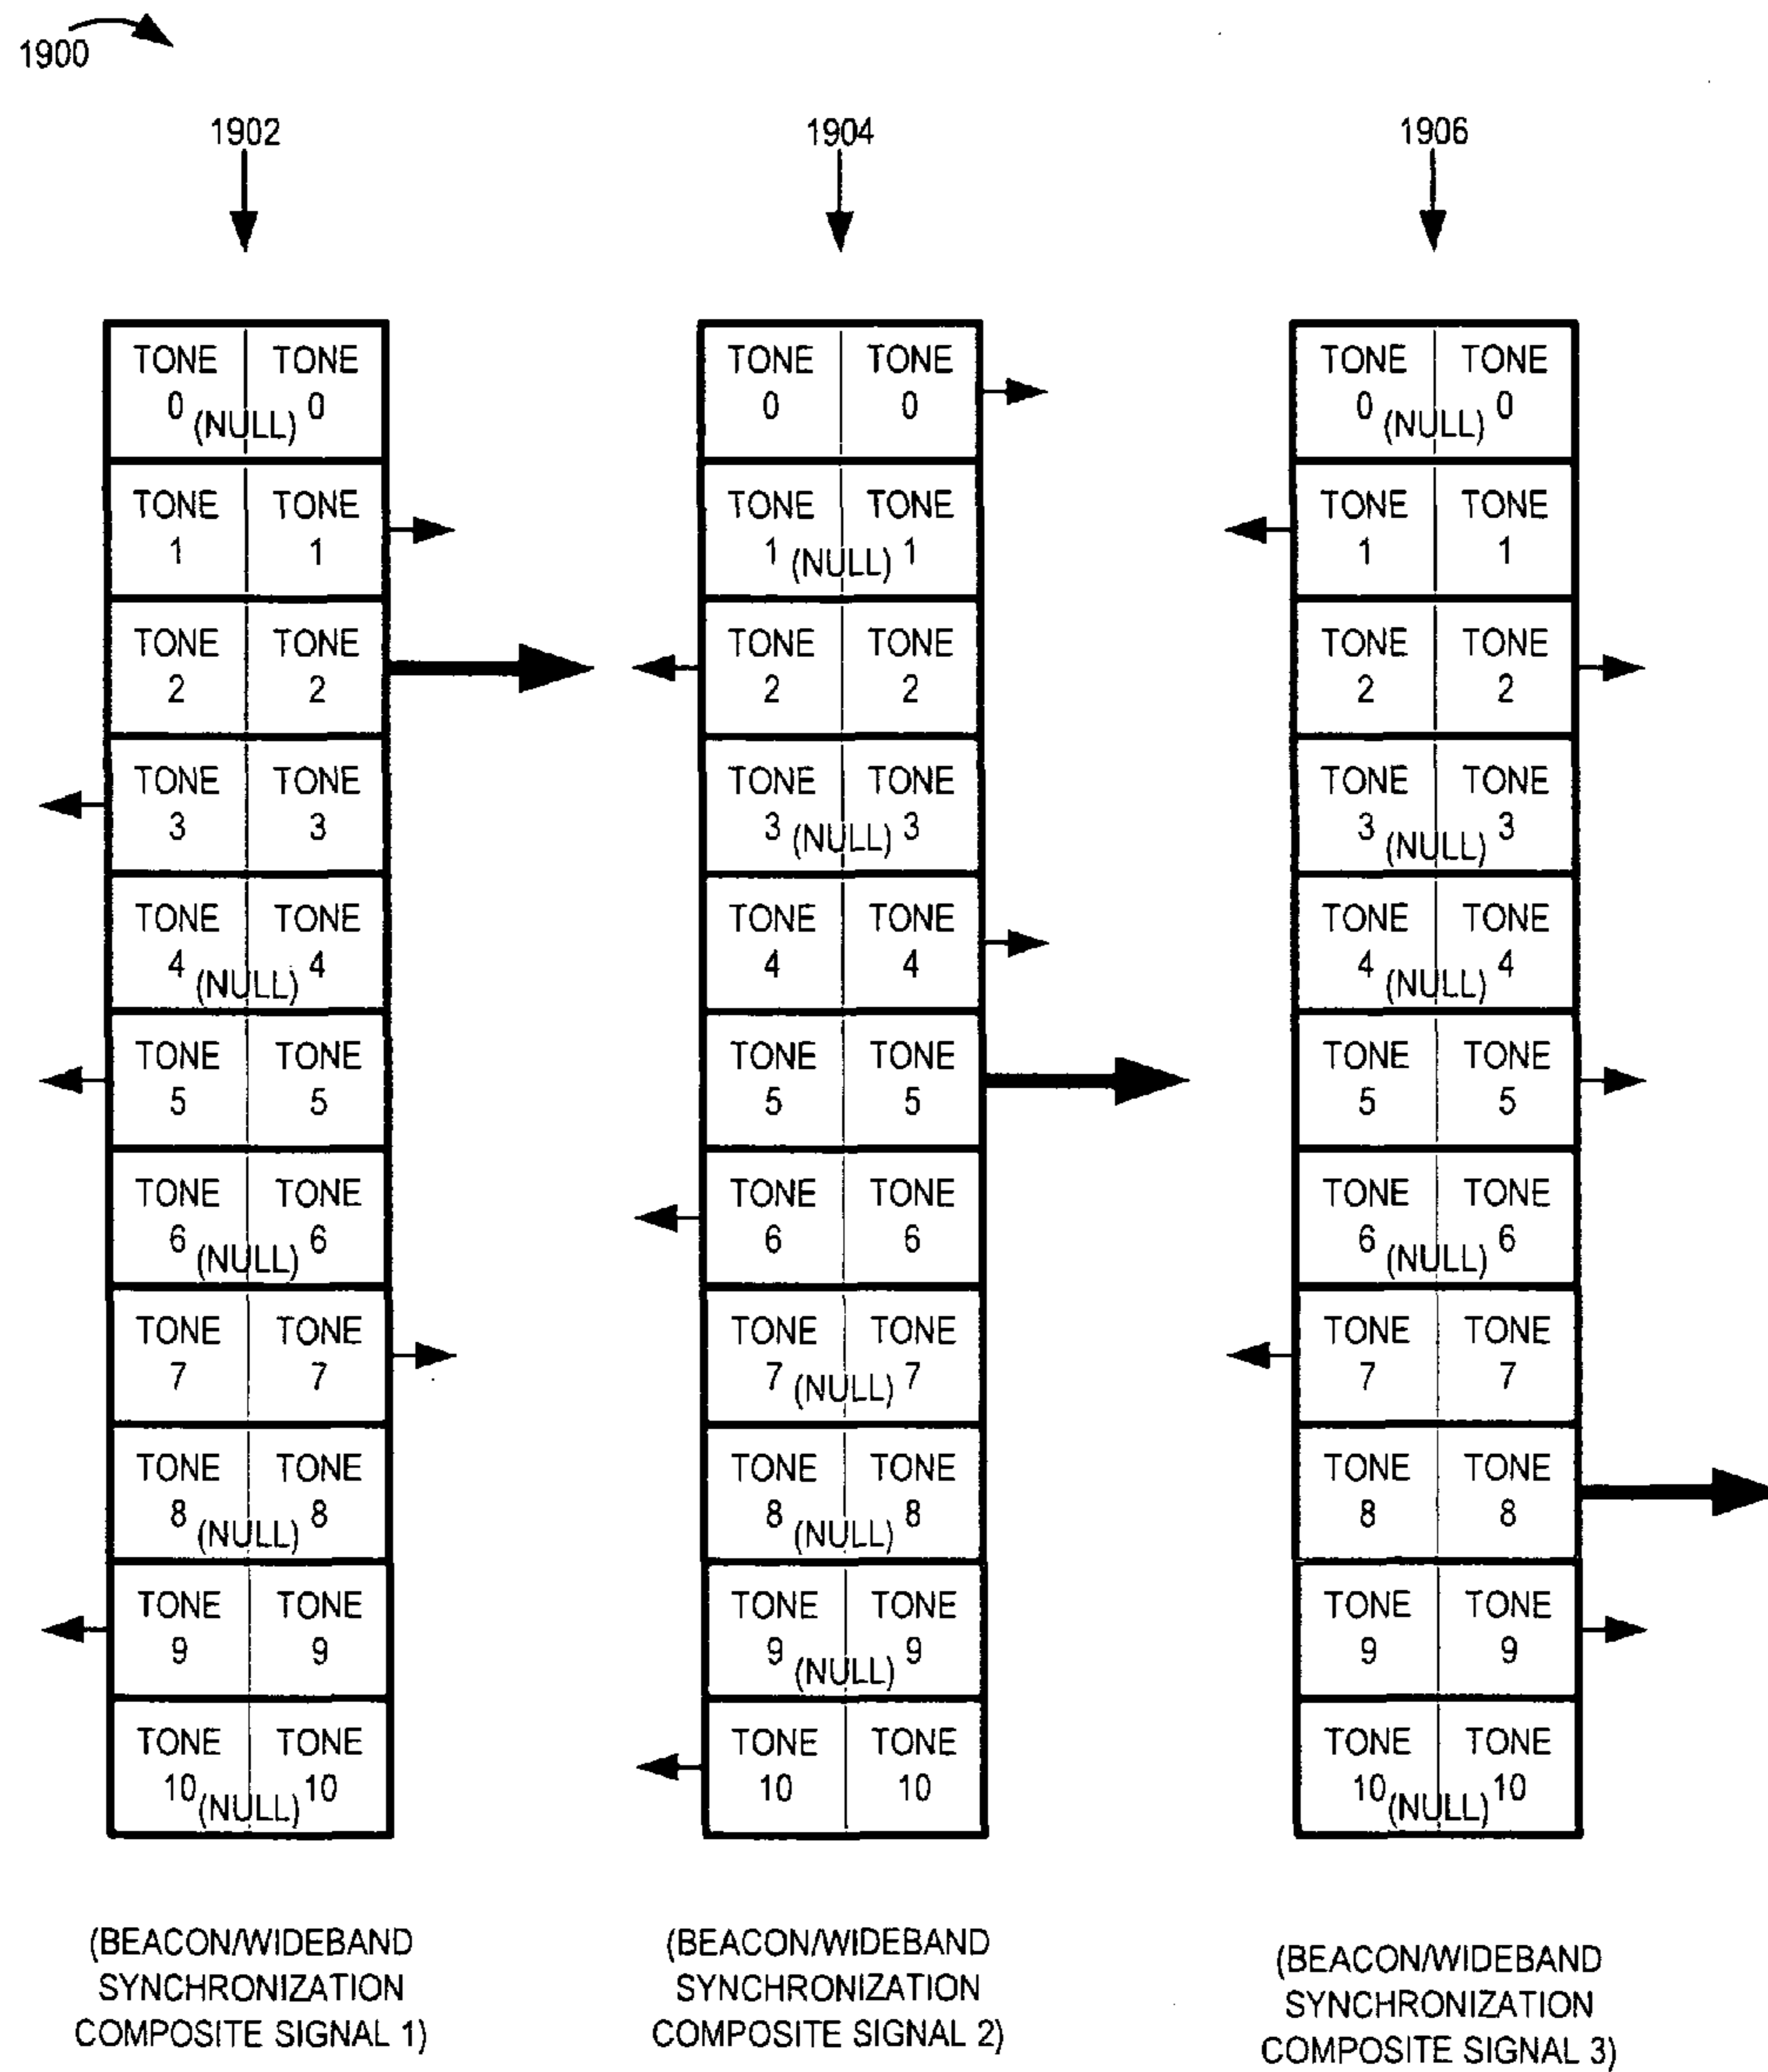 1900
1902
1904
1906
TONE TONE
0 (NULL) 0
TONE TONE
1 1
TONE TONE
2 2
TONE TONE
3 3
TONE TONE
4 (NULL) 4
TONE TONE
5 5
TONE TONE
6 (NULL) 6
TONE TONE
7 7
TONE TONE
8 (NULL) 8
TONE TONE
9 9
TONE TONE
10 (NULL) 10
(BEACON/WIDEBAND
SYNCHRONIZATION
COMPOSITE SIGNAL 1)
TONE TONE
0 0
TONE TONE
1 (NULL) 1
TONE TONE
2 2
TONE TONE
3 (NULL) 3
TONE TONE
4 4
TONE TONE
5 5
TONE TONE
6 6
TONE TONE
7 (NULL) 7
TONE TONE
8 (NULL) 8
TONE TONE
9 (NULL) 9
TONE TONE
10 10
(BEACON/WIDEBAND
SYNCHRONIZATION
COMPOSITE SIGNAL 2)
TONE TONE
0 (NULL) 0
TONE TONE
1 1
TONE TONE
2 2
TONE TONE
3 (NULL) 3
TONE TONE
4 (NULL) 4
TONE TONE
5 5
TONE TONE
6 (NULL) 6
TONE TONE
7 7
TONE TONE
8 8
TONE TONE
9 9
TONE TONE
10 (NULL) 10
(BEACON/WIDEBAND
SYNCHRONIZATION
COMPOSITE SIGNAL 3)